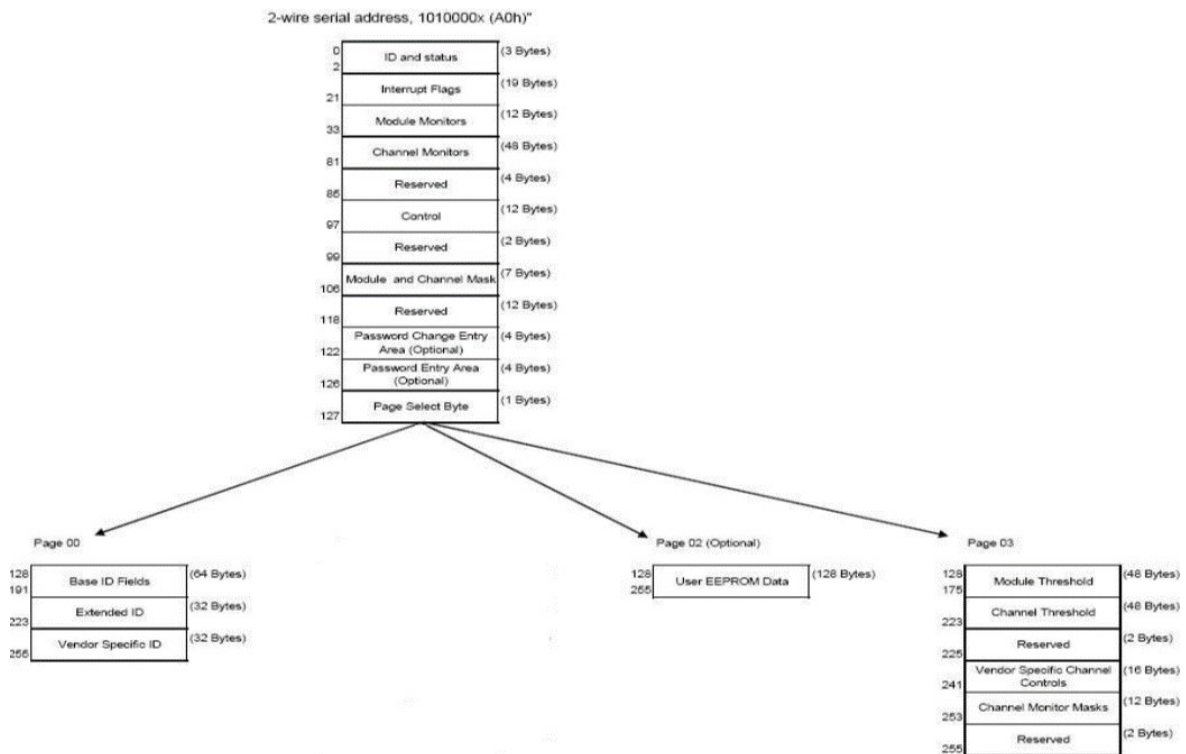 2-wire serial address, 1010000x (A0h)"
0
2
ID and status
(3 Bytes)
21
Interrupt Flags
(19 Bytes)
33
Module Monitors
(12 Bytes)
81
Channel Monitors
(48 Bytes)
85
Reserved
(4 Bytes)
97
Control
(12 Bytes)
99
Reserved
(2 Bytes)
106
Module and Channel Mask
(7 Bytes)
118
Reserved
(12 Bytes)
122
Password Change Entry
Area (Optional)
(4 Bytes)
126
Password Entry Area
(Optional)
(4 Bytes)
127
Page Select Byte
(1 Bytes)
Page 00
128
191
Base ID Fields
(64 Bytes)
223
Extended ID
(32 Bytes)
255
Vendor Specific ID
(32 Bytes)
Page 02 (Optional)
128
255
User EEPROM Data
(128 Bytes)
Page 03
128
175
Module Threshold
(48 Bytes)
223
Channel Threshold
(48 Bytes)
225
Reserved
(2 Bytes)
241
Vendor Specific Channel
Controls
(16 Bytes)
253
Channel Monitor Masks
(12 Bytes)
255
Reserved
(2 Bytes)